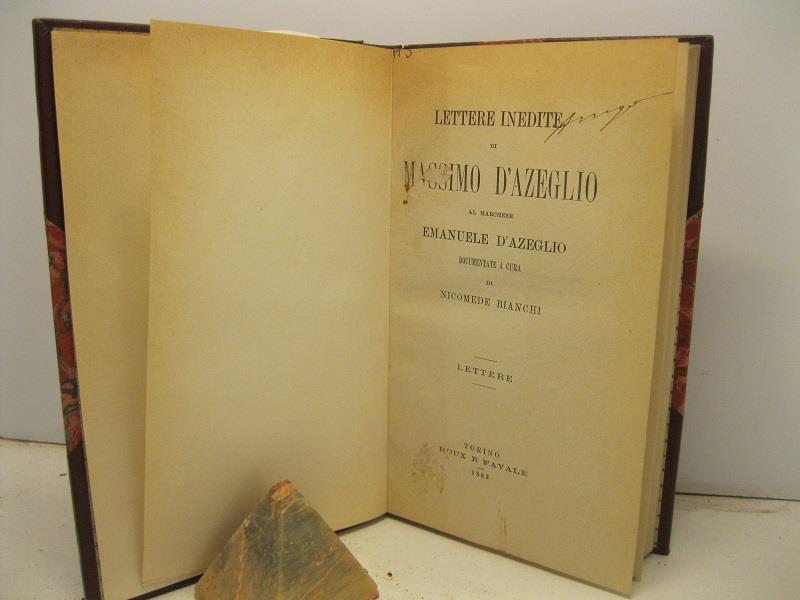 LETTERE INEDITE
DI
MASSIMO D'AZEGLIO
AL MARCHESE
EMANUELE D'AZEGLIO
DOCUMENTATE A CURA
DI
NICOMEDE BIANCHI
LETTERE
TORINO
ROUX E FAVALE
1883